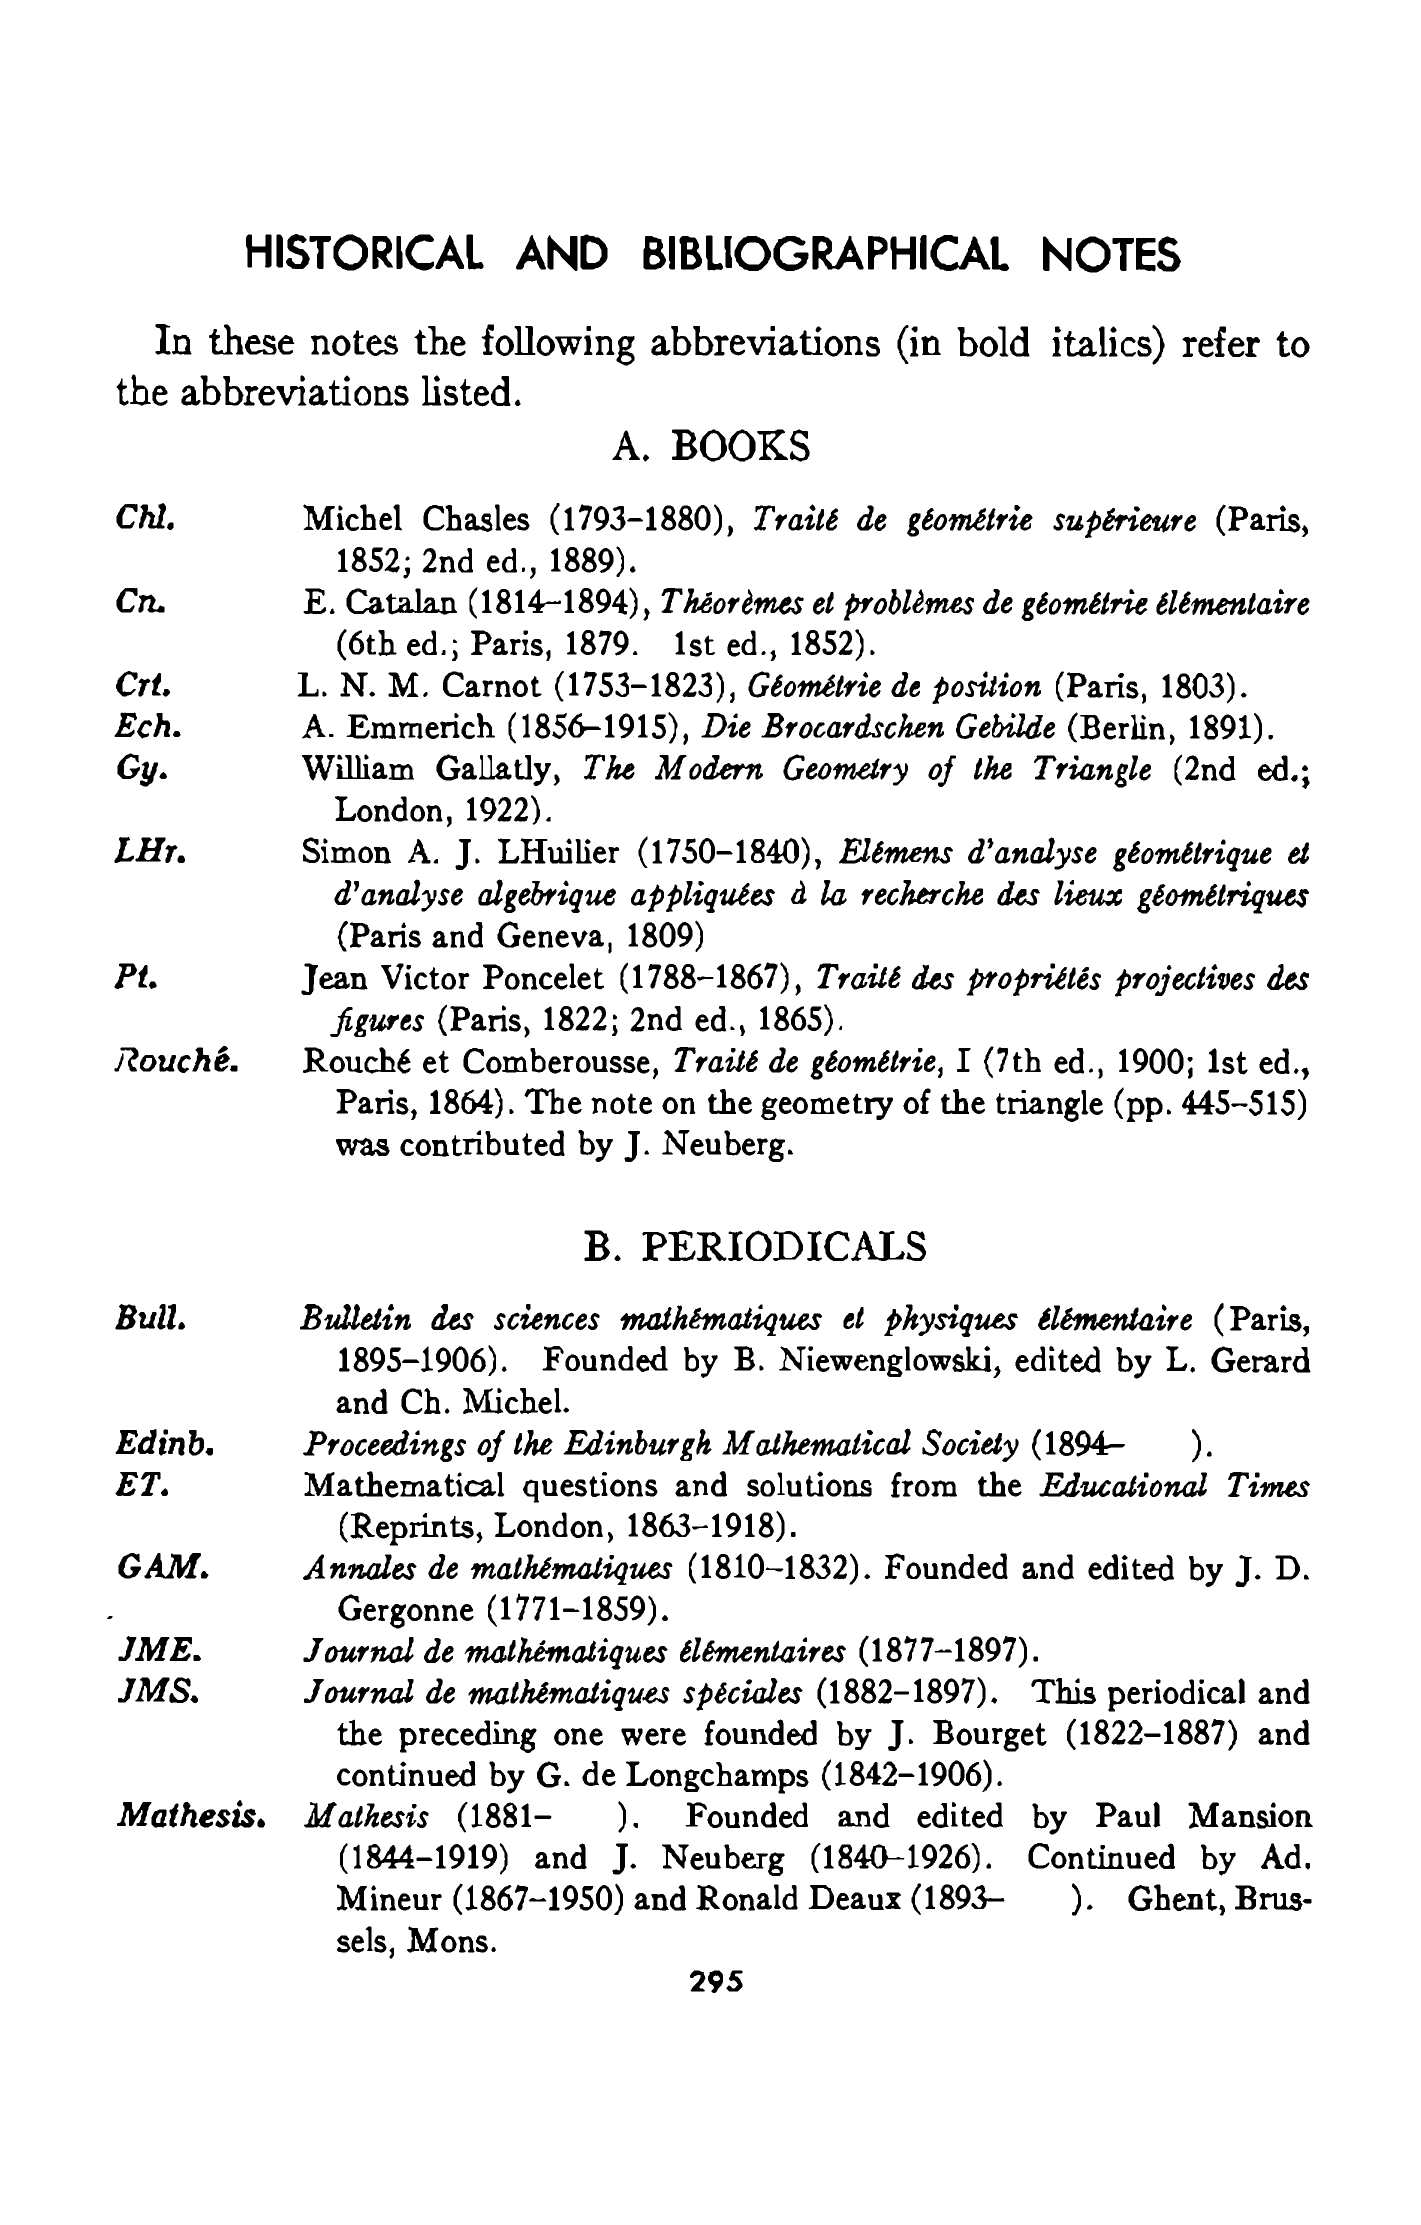 HISTORICAL AND BIBLIOGRAPHICAL NOTES
In these notes the following abbreviations (in bold italics) refer to
the abbreviations listed.
A. BOOKS
Chl. Michel Chasles (1793–1880), Traité de géométrie supérieure (Paris,
1852; 2nd ed., 1889).
Cn. E. Catalan (1814–1894), Théorèmes et problèmes de géométrie élémentaire
(6th ed.; Paris, 1879. 1st ed., 1852).
Crt. L. N. M. Carnot (1753–1823), Géométrie de position (Paris, 1803).
Ech. A. Emmerich (1856–1915), Die Brocardschen Gebilde (Berlin, 1891).
Gy. William Gallatly, The Modern Geometry of the Triangle (2nd ed.;
London, 1922).
LHr. Simon A. J. LHuilier (1750–1840), Elémens d'analyse géométrique et
d'analyse algebrique appliquées à la recherche des lieux géométriques
(Paris and Geneva, 1809)
Pt. Jean Victor Poncelet (1788–1867), Traité des propriétés projectives des
figures (Paris, 1822; 2nd ed., 1865).
Rouché. Rouché et Comberousse, Traité de géométrie, I (7th ed., 1900; 1st ed.,
Paris, 1864). The note on the geometry of the triangle (pp. 445–515)
was contributed by J. Neuberg.
B. PERIODICALS
Bull. Bulletin des sciences mathématiques et physiques élémentaire (Paris,
1895–1906). Founded by B. Niewenglowski, edited by L. Gerard
and Ch. Michel.
Edinb. Proceedings of the Edinburgh Mathematical Society (1894– ).
ET. Mathematical questions and solutions from the Educational Times
(Reprints, London, 1863–1918).
GAM. Annales de mathématiques (1810–1832). Founded and edited by J. D.
Gergonne (1771–1859).
JME. Journal de mathématiques élémentaires (1877–1897).
JMS. Journal de mathématiques spéciales (1882–1897). This periodical and
the preceding one were founded by J. Bourget (1822–1887) and
continued by G. de Longchamps (1842–1906).
Mathesis. Mathesis (1881– ). Founded and edited by Paul Mansion
(1844–1919) and J. Neuberg (1840–1926). Continued by Ad.
Mineur (1867–1950) and Ronald Deaux (1893– ). Ghent, Brus-
sels, Mons.
295